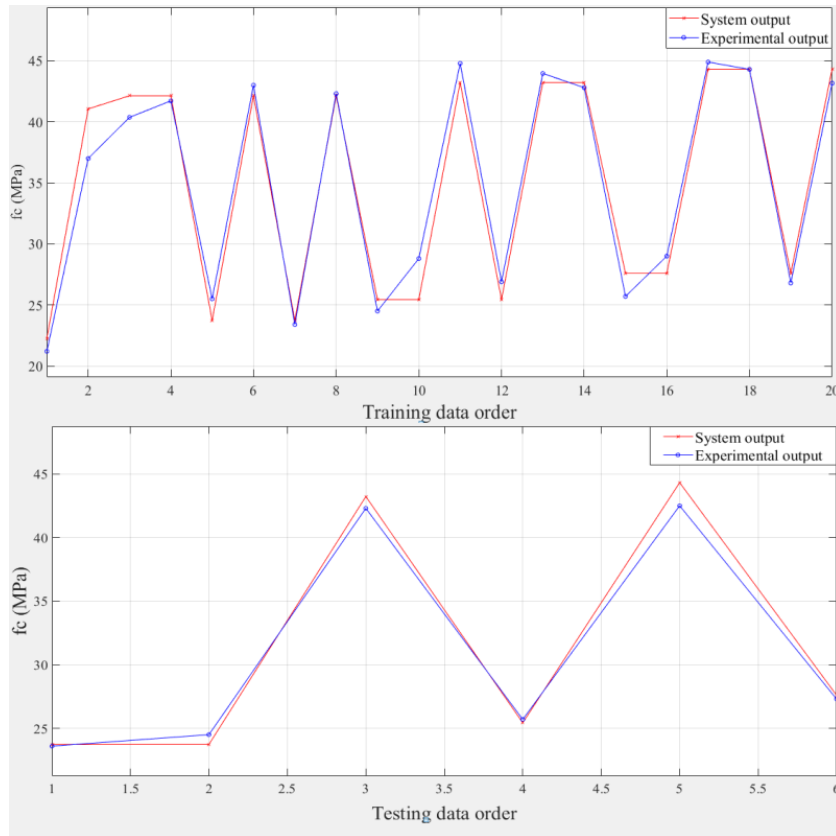 System output
Experimental output
45
40
35
30
25
20
fc (MPa)
2 4 6 8 10 12 14 16 18 20
Training data order
System output
Experimental output
45
40
35
30
25
fc (MPa)
1 1.5 2 2.5 3 3.5 4 4.5 5 5.5 6
Testing data order